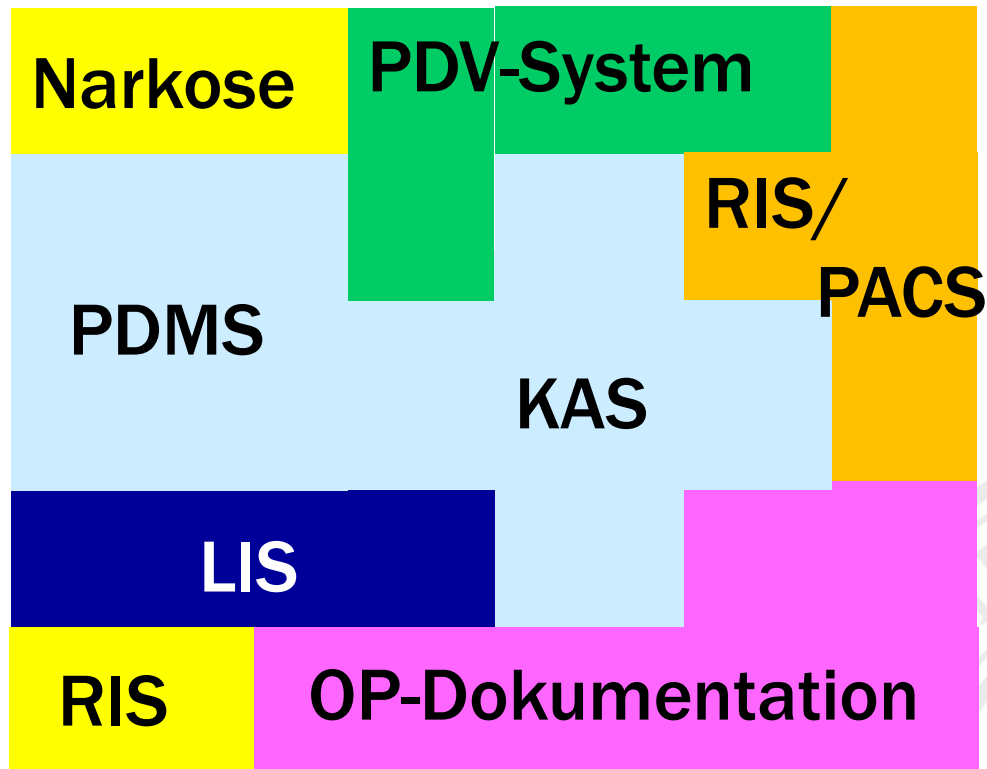 Narkose
PDV-System
RIS/
PACS
PDMS
KAS
LIS
RIS
OP-Dokumentation